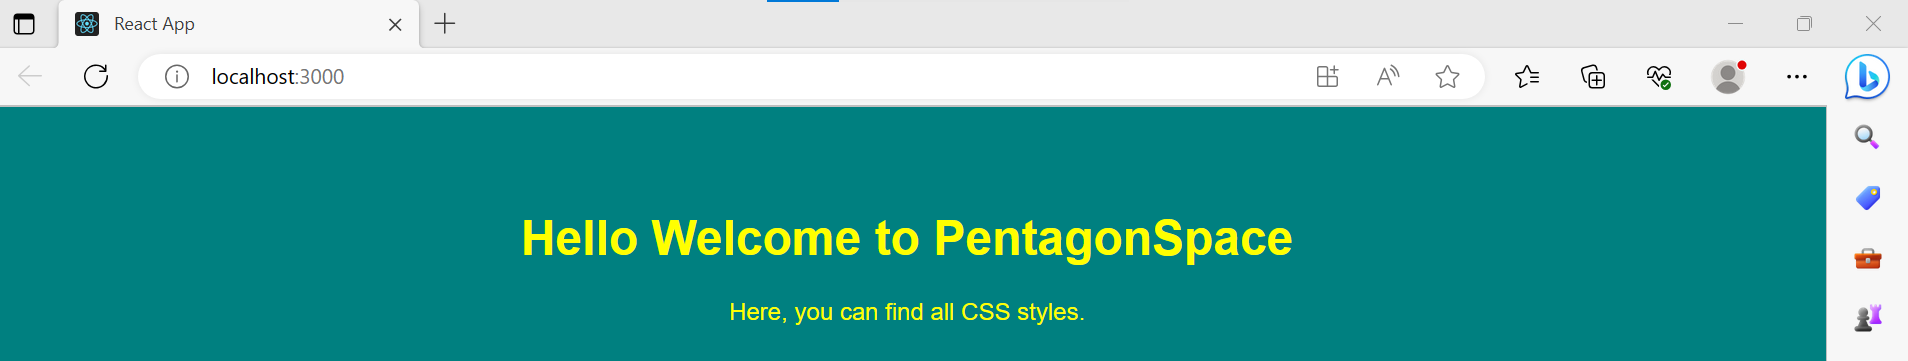 React App
localhost:3000
Hello Welcome to PentagonSpace
Here, you can find all CSS styles.